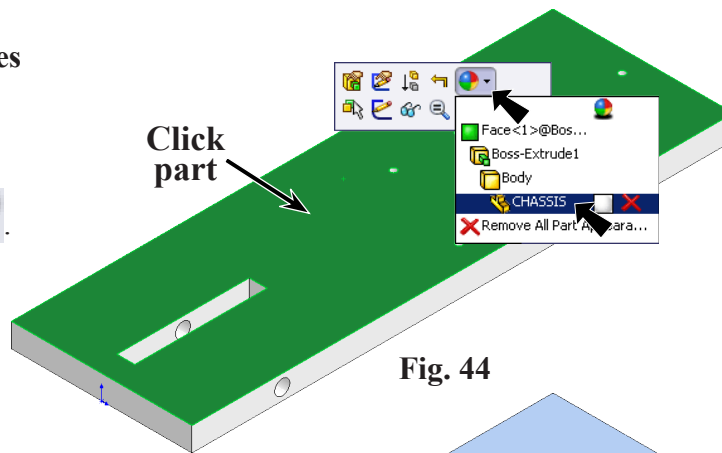 es
Click
part
.
Face<1>@Bos...
Boss-Extrude1
Body
CHASSIS
Remove All Part Appeara...
Fig. 44